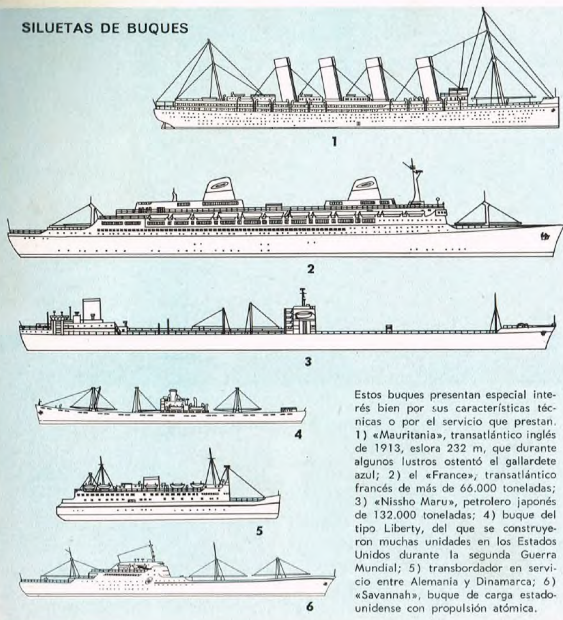 SILUETAS DE BUQUES
1
2
3
4
5
6
Estos buques presentan especial inte-
rés bien por sus características téc-
nicas o por el servicio que prestan.
1) «Mauritania», transatlántico inglés
de 1913, eslora 232 m, que durante
algunos lustros ostentó el gallardete
azul; 2) el «France», transatlántico
francés de más de 66.000 toneladas;
3) «Nissho Maru», petrolero japonés
de 132.000 toneladas; 4) buque del
tipo Liberty, del que se construye-
ron muchas unidades en los Estados
Unidos durante la segunda Guerra
Mundial; 5) transbordador en servi-
cio entre Alemania y Dinamarca; 6)
«Savannah», buque de carga estado-
unidense con propulsión atómica.